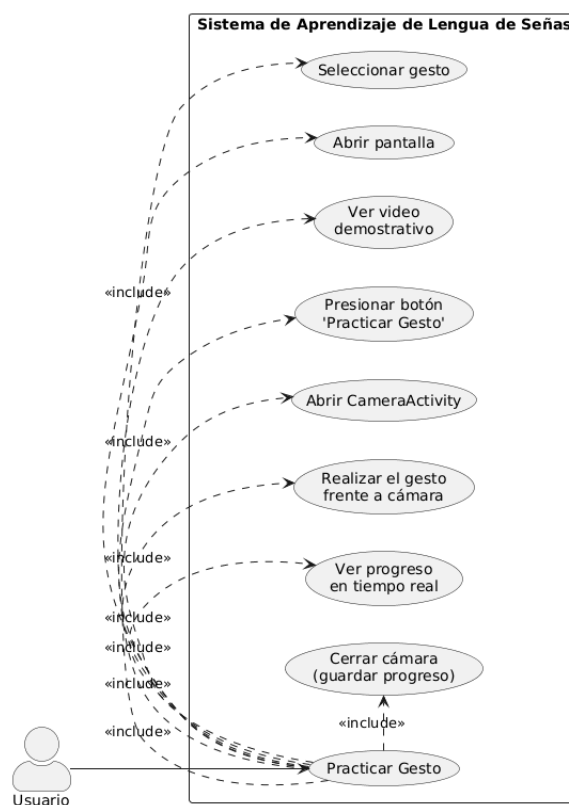 Sistema de Aprendizaje de Lengua de Señas
Seleccionar gesto
Abrir pantalla
Ver video
demostrativo
«include»
Presionar botón
'Practicar Gesto'
Abrir CameraActivity
«include»
Realizar el gesto
frente a cámara
«include»
Ver progreso
en tiempo real
«include»
«include»
Cerrar cámara
(guardar progreso)
«include»
«include»
«include»
Practicar Gesto
Usuario